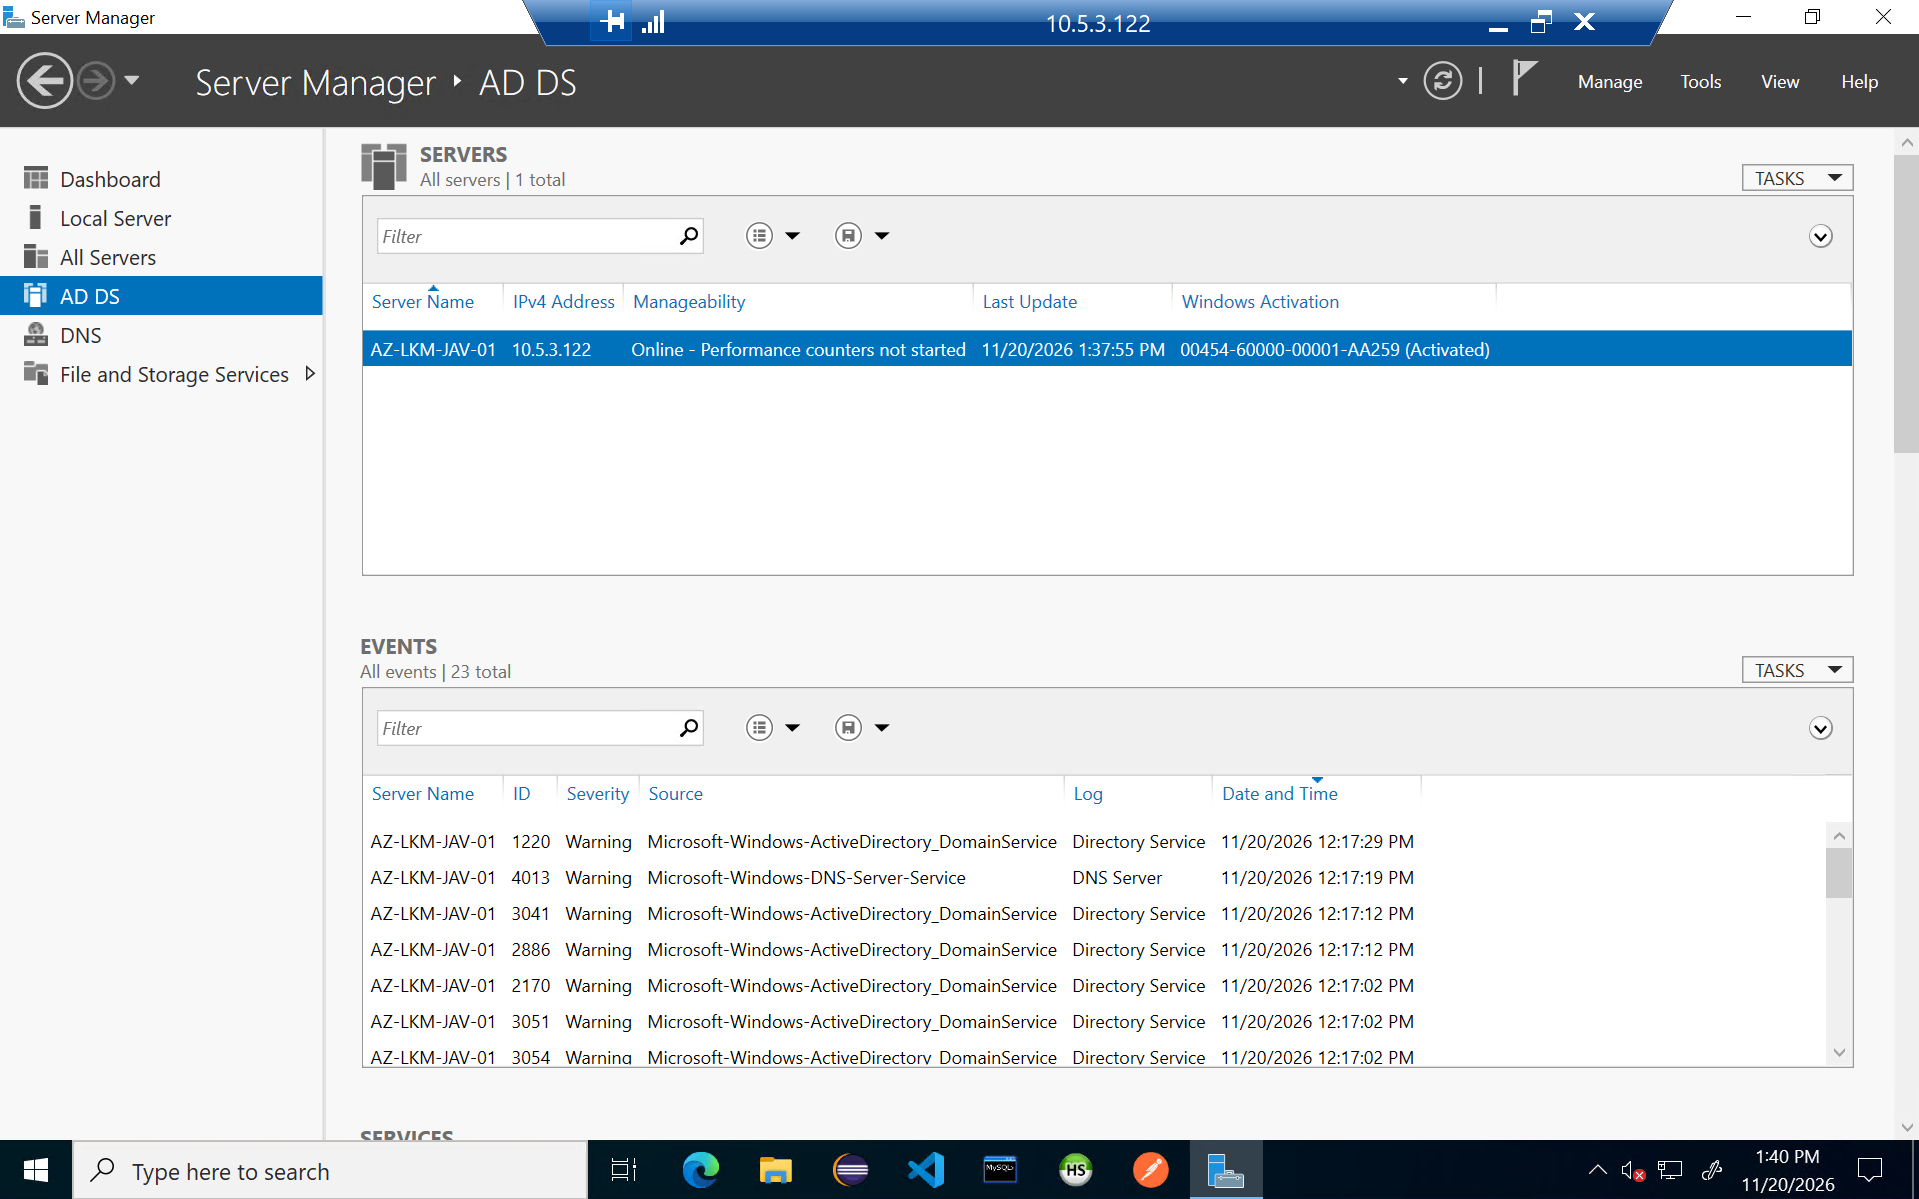 Server Manager
10.5.3.122
Server Manager ‣ AD DS
Manage Tools View Help
Dashboard
Local Server
All Servers
AD DS
DNS
File and Storage Services
SERVERS
All servers | 1 total
TASKS
Filter
Server Name IPv4 Address Manageability Last Update Windows Activation
AZ-LKM-JAV-01 10.5.3.122 Online - Performance counters not started 11/20/2026 1:37:55 PM 00454-60000-00001-AA259 (Activated)
EVENTS
All events | 23 total
TASKS
Filter
Server Name ID Severity Source Log Date and Time
AZ-LKM-JAV-01 1220 Warning Microsoft-Windows-ActiveDirectory_DomainService Directory Service 11/20/2026 12:17:29 PM
AZ-LKM-JAV-01 4013 Warning Microsoft-Windows-DNS-Server-Service DNS Server 11/20/2026 12:17:19 PM
AZ-LKM-JAV-01 3041 Warning Microsoft-Windows-ActiveDirectory_DomainService Directory Service 11/20/2026 12:17:12 PM
AZ-LKM-JAV-01 2886 Warning Microsoft-Windows-ActiveDirectory_DomainService Directory Service 11/20/2026 12:17:12 PM
AZ-LKM-JAV-01 2170 Warning Microsoft-Windows-ActiveDirectory_DomainService Directory Service 11/20/2026 12:17:02 PM
AZ-LKM-JAV-01 3051 Warning Microsoft-Windows-ActiveDirectory_DomainService Directory Service 11/20/2026 12:17:02 PM
AZ-LKM-JAV-01 3054 Warning Microsoft-Windows-ActiveDirectory_DomainService Directory Service 11/20/2026 12:17:02 PM
SERVICES
Type here to search
MySQL
HS
1:40 PM
11/20/2026